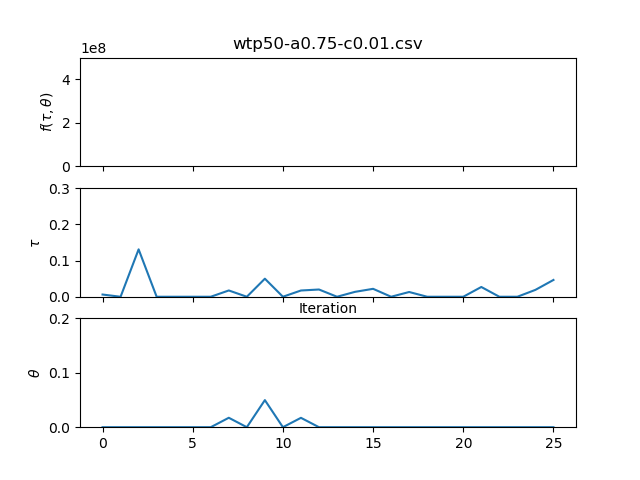 wtp50-a0.75-c0.01.csv
1e8
4
2
0
f(τ, θ)
0.3
0.2
0.1
0.0
τ
Iteration
0.2
0.1
0.0
θ
0 5 10 15 20 25